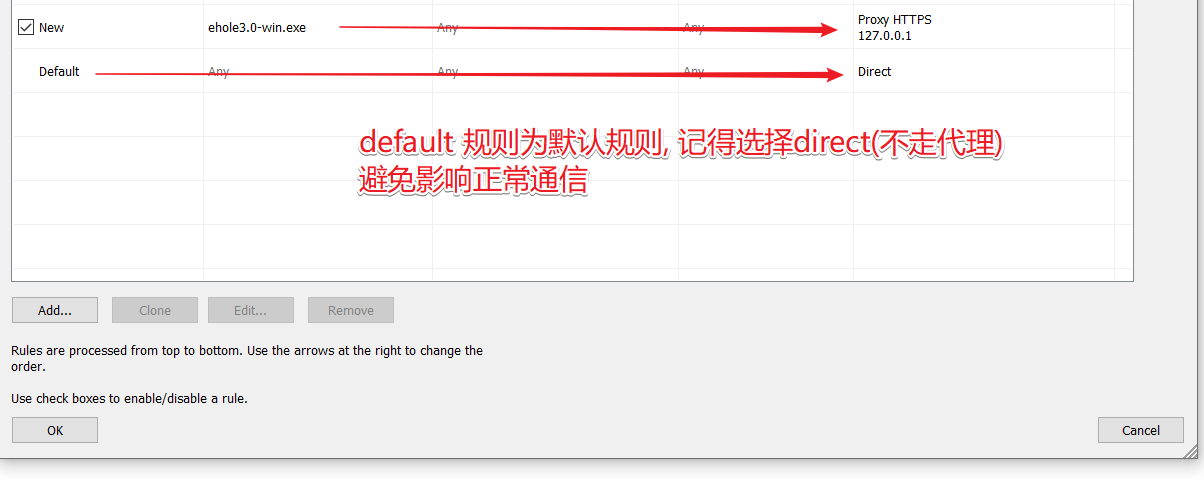 New ehole3.0-win.exe Any Any Proxy HTTPS
127.0.0.1
Default Any Any Any Direct
default 规则为默认规则, 记得选择direct(不走代理)
避免影响正常通信
Add... Clone Edit... Remove
Rules are processed from top to bottom. Use the arrows at the right to change the
order.
Use check boxes to enable/disable a rule.
OK Cancel